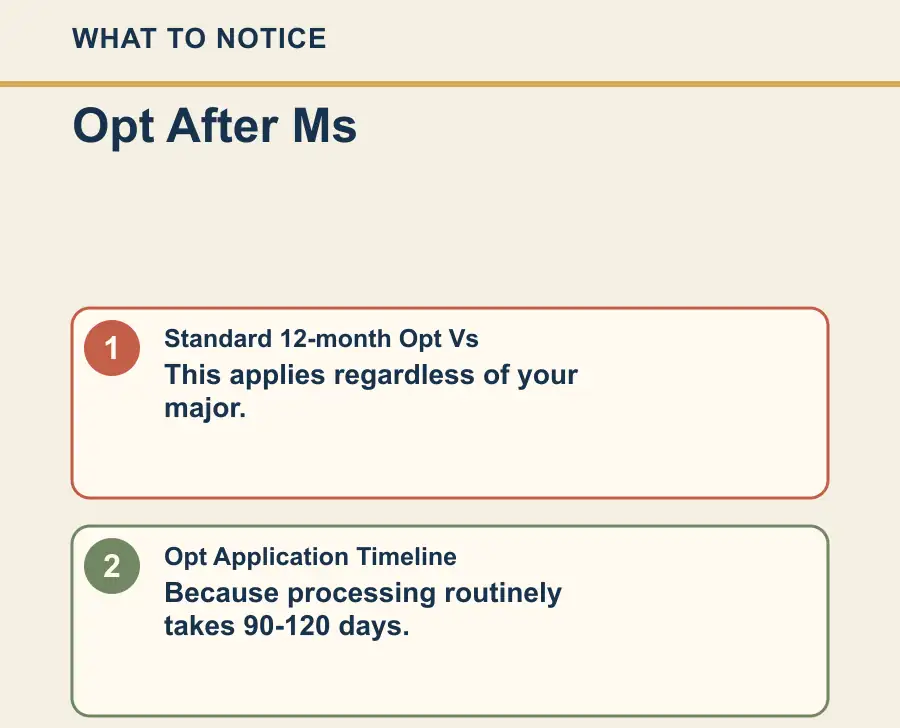 WHAT TO NOTICE
Opt After Ms
1
Standard 12-month Opt Vs
This applies regardless of your
major.
2
Opt Application Timeline
Because processing routinely
takes 90-120 days.